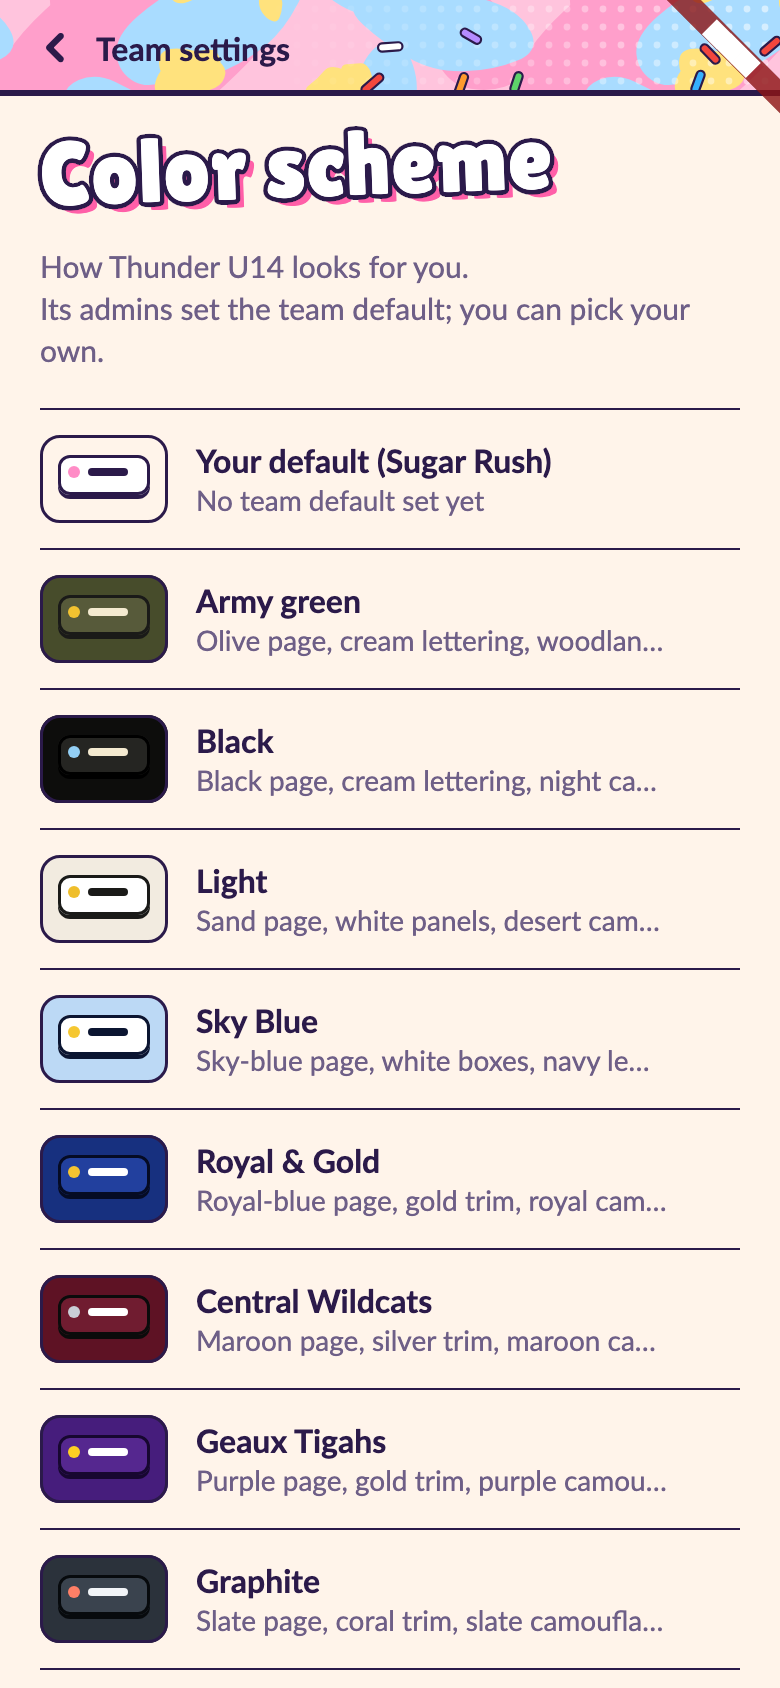 Team settings
Color scheme
How Thunder U14 looks for you.
Its admins set the team default; you can pick your
own.
Your default (Sugar Rush)
No team default set yet
Army green
Olive page, cream lettering, woodlan...
Black
Black page, cream lettering, night ca...
Light
Sand page, white panels, desert cam...
Sky Blue
Sky-blue page, white boxes, navy le...
Royal & Gold
Royal-blue page, gold trim, royal cam...
Central Wildcats
Maroon page, silver trim, maroon ca...
Geaux Tigahs
Purple page, gold trim, purple camou...
Graphite
Slate page, coral trim, slate camoufla...